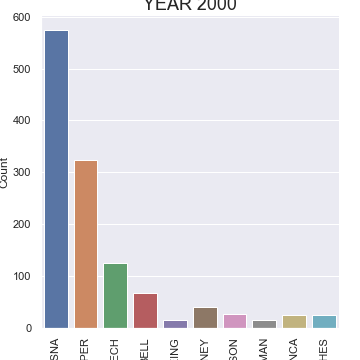 YEAR 2000
600
500
400
300
200
100
0
Count
SNA
PER
ECH
ELL
ING
NEY
SON
MAN
NCA
HES